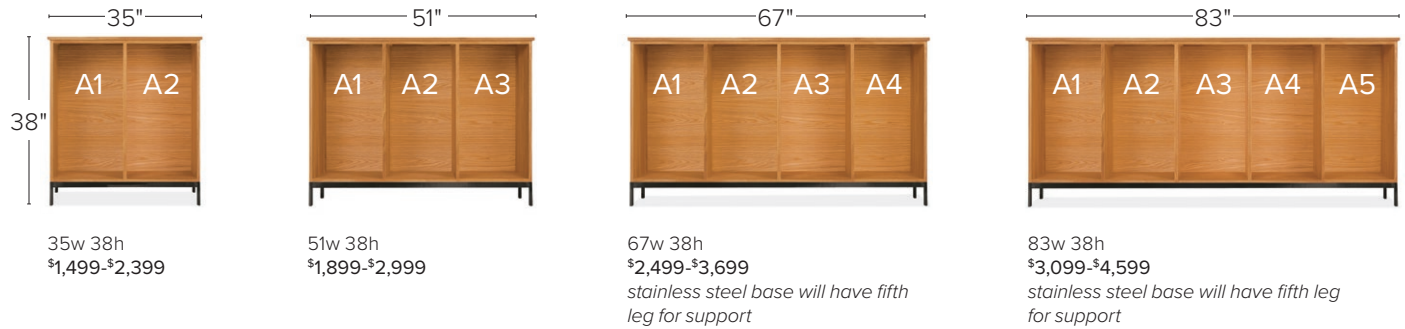 35"
51"
67"
83"
38"
A1 A2
A1 A2 A3
A1 A2 A3 A4
A1 A2 A3 A4 A5
35w 38h
$1,499-$2,399
51w 38h
$1,899-$2,999
67w 38h
$2,499-$3,699
stainless steel base will have fifth
leg for support
83w 38h
$3,099-$4,599
stainless steel base will have fifth leg
for support